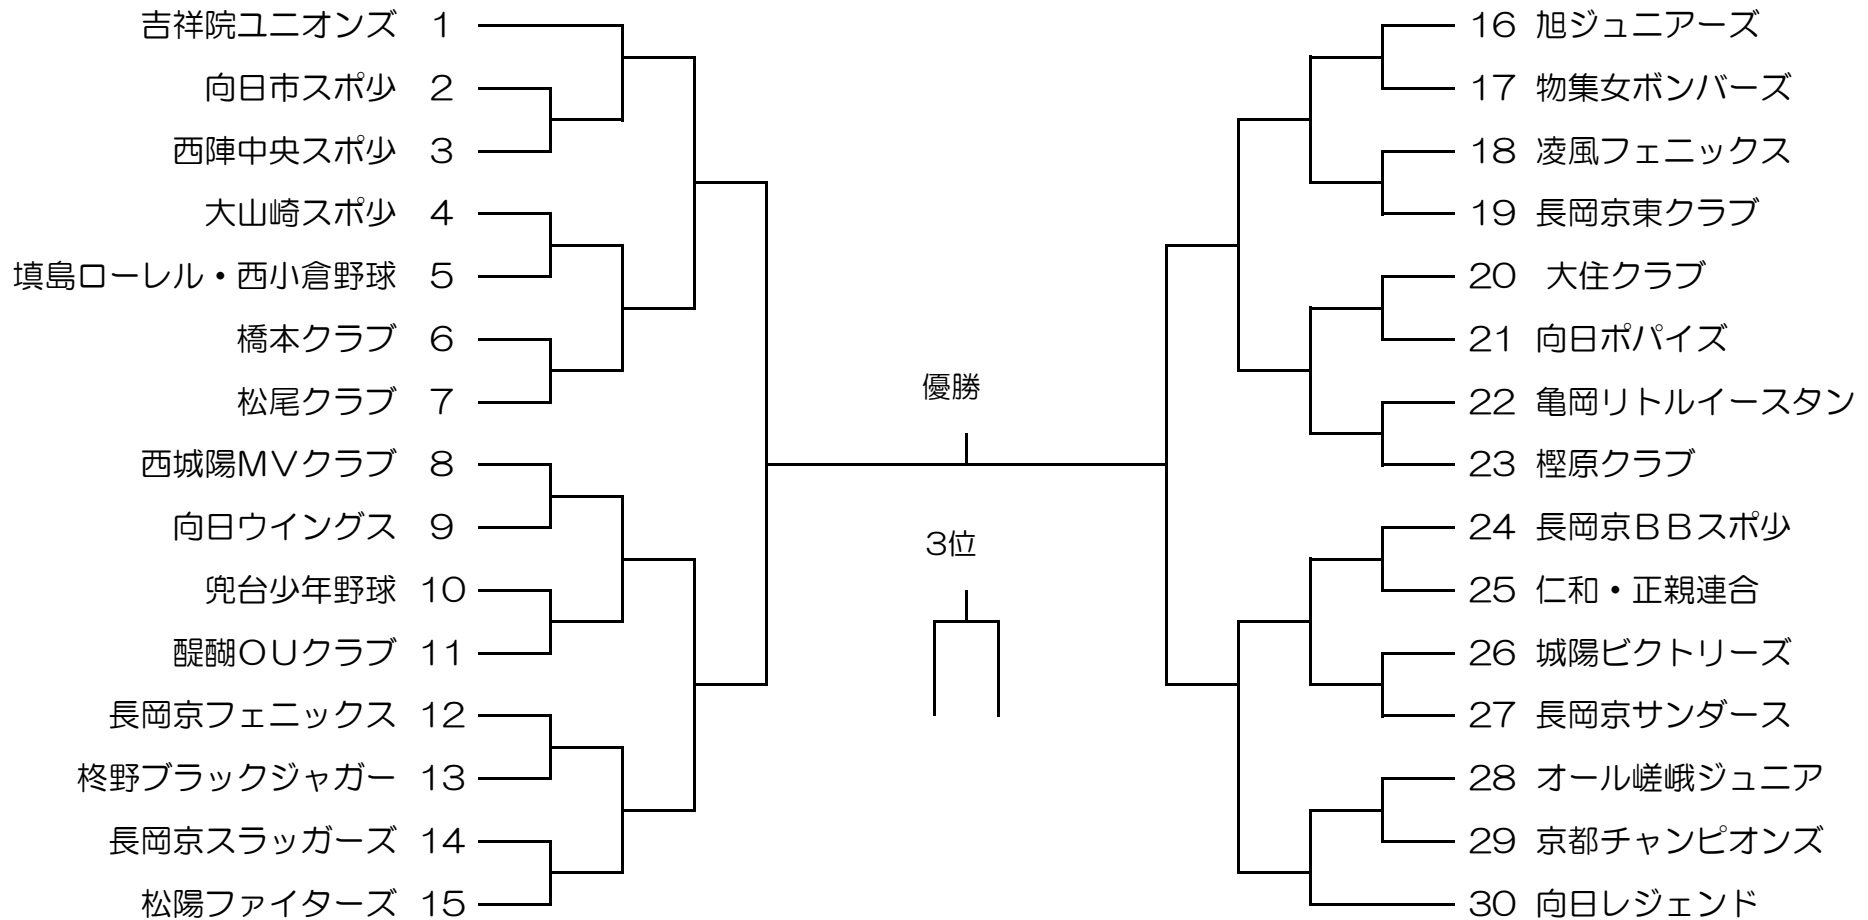 吉祥院ユニオンズ 1
向日市スポ少 2
西陣中央スポ少 3
大山崎スポ少 4
填島ローレル・西小倉野球 5
橋本クラブ 6
松尾クラブ 7
西城陽MVクラブ 8
向日ウイングス 9
兜台少年野球 10
醍醐OUクラブ 11
長岡京フェニックス 12
柊野ブラックジャガー 13
長岡京スラッガーズ 14
松陽ファイターズ 15
優勝
3位
16 旭ジュニアーズ
17 物集女ボンバーズ
18 凌風フェニックス
19 長岡京東クラブ
20 大住クラブ
21 向日ポパイズ
22 亀岡リトルイースタン
23 樫原クラブ
24 長岡京BBスポ少
25 仁和・正親連合
26 城陽ビクトリーズ
27 長岡京サンダース
28 オール嵯峨ジュニア
29 京都チャンピオンズ
30 向日レジェンド